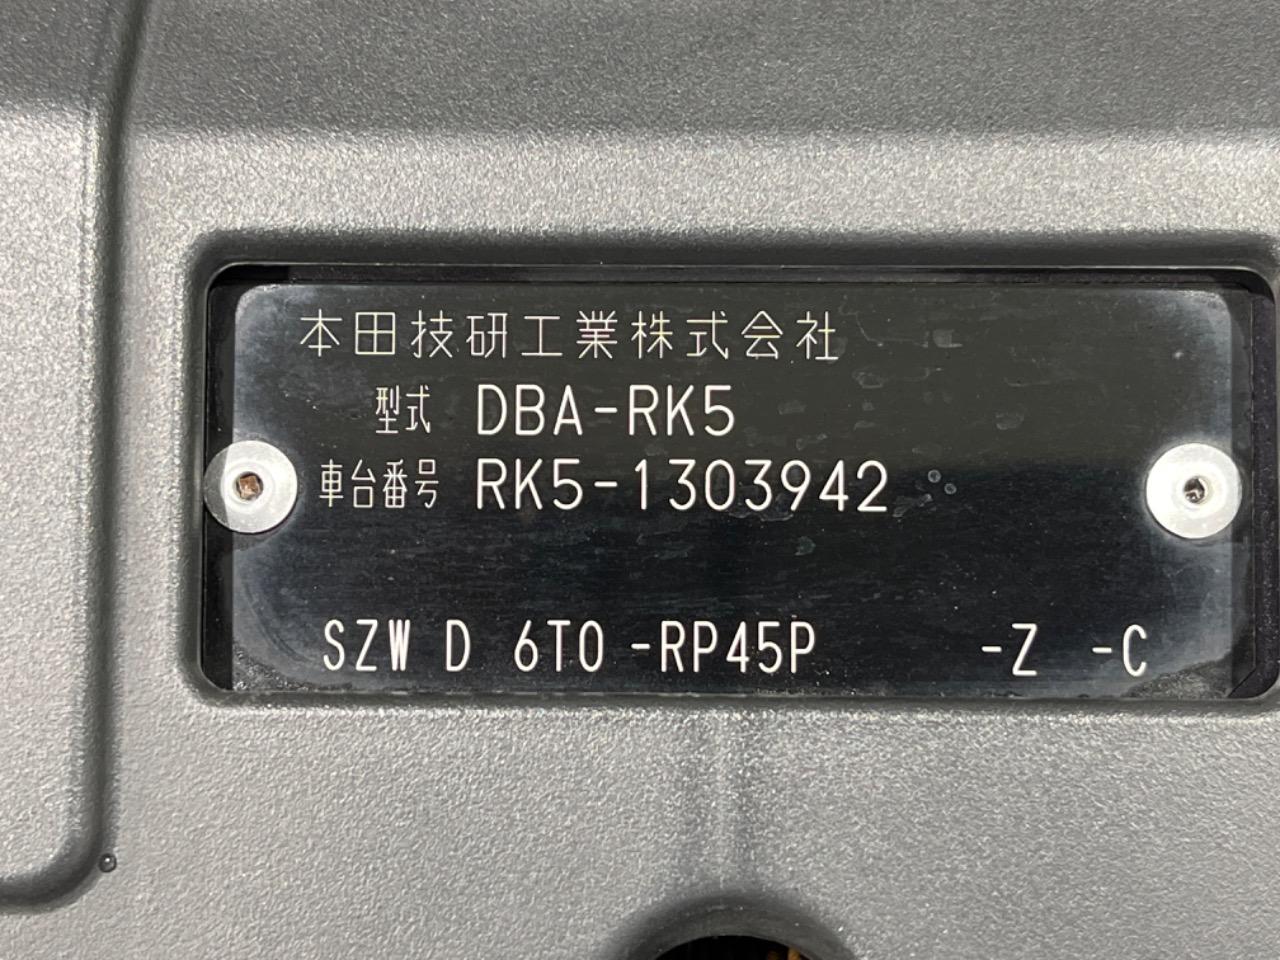 本田技研工業株式会社
型式 DBA-RK5
車台番号 RK5-1303942
SZW D 6T0 -RP45P -Z -C